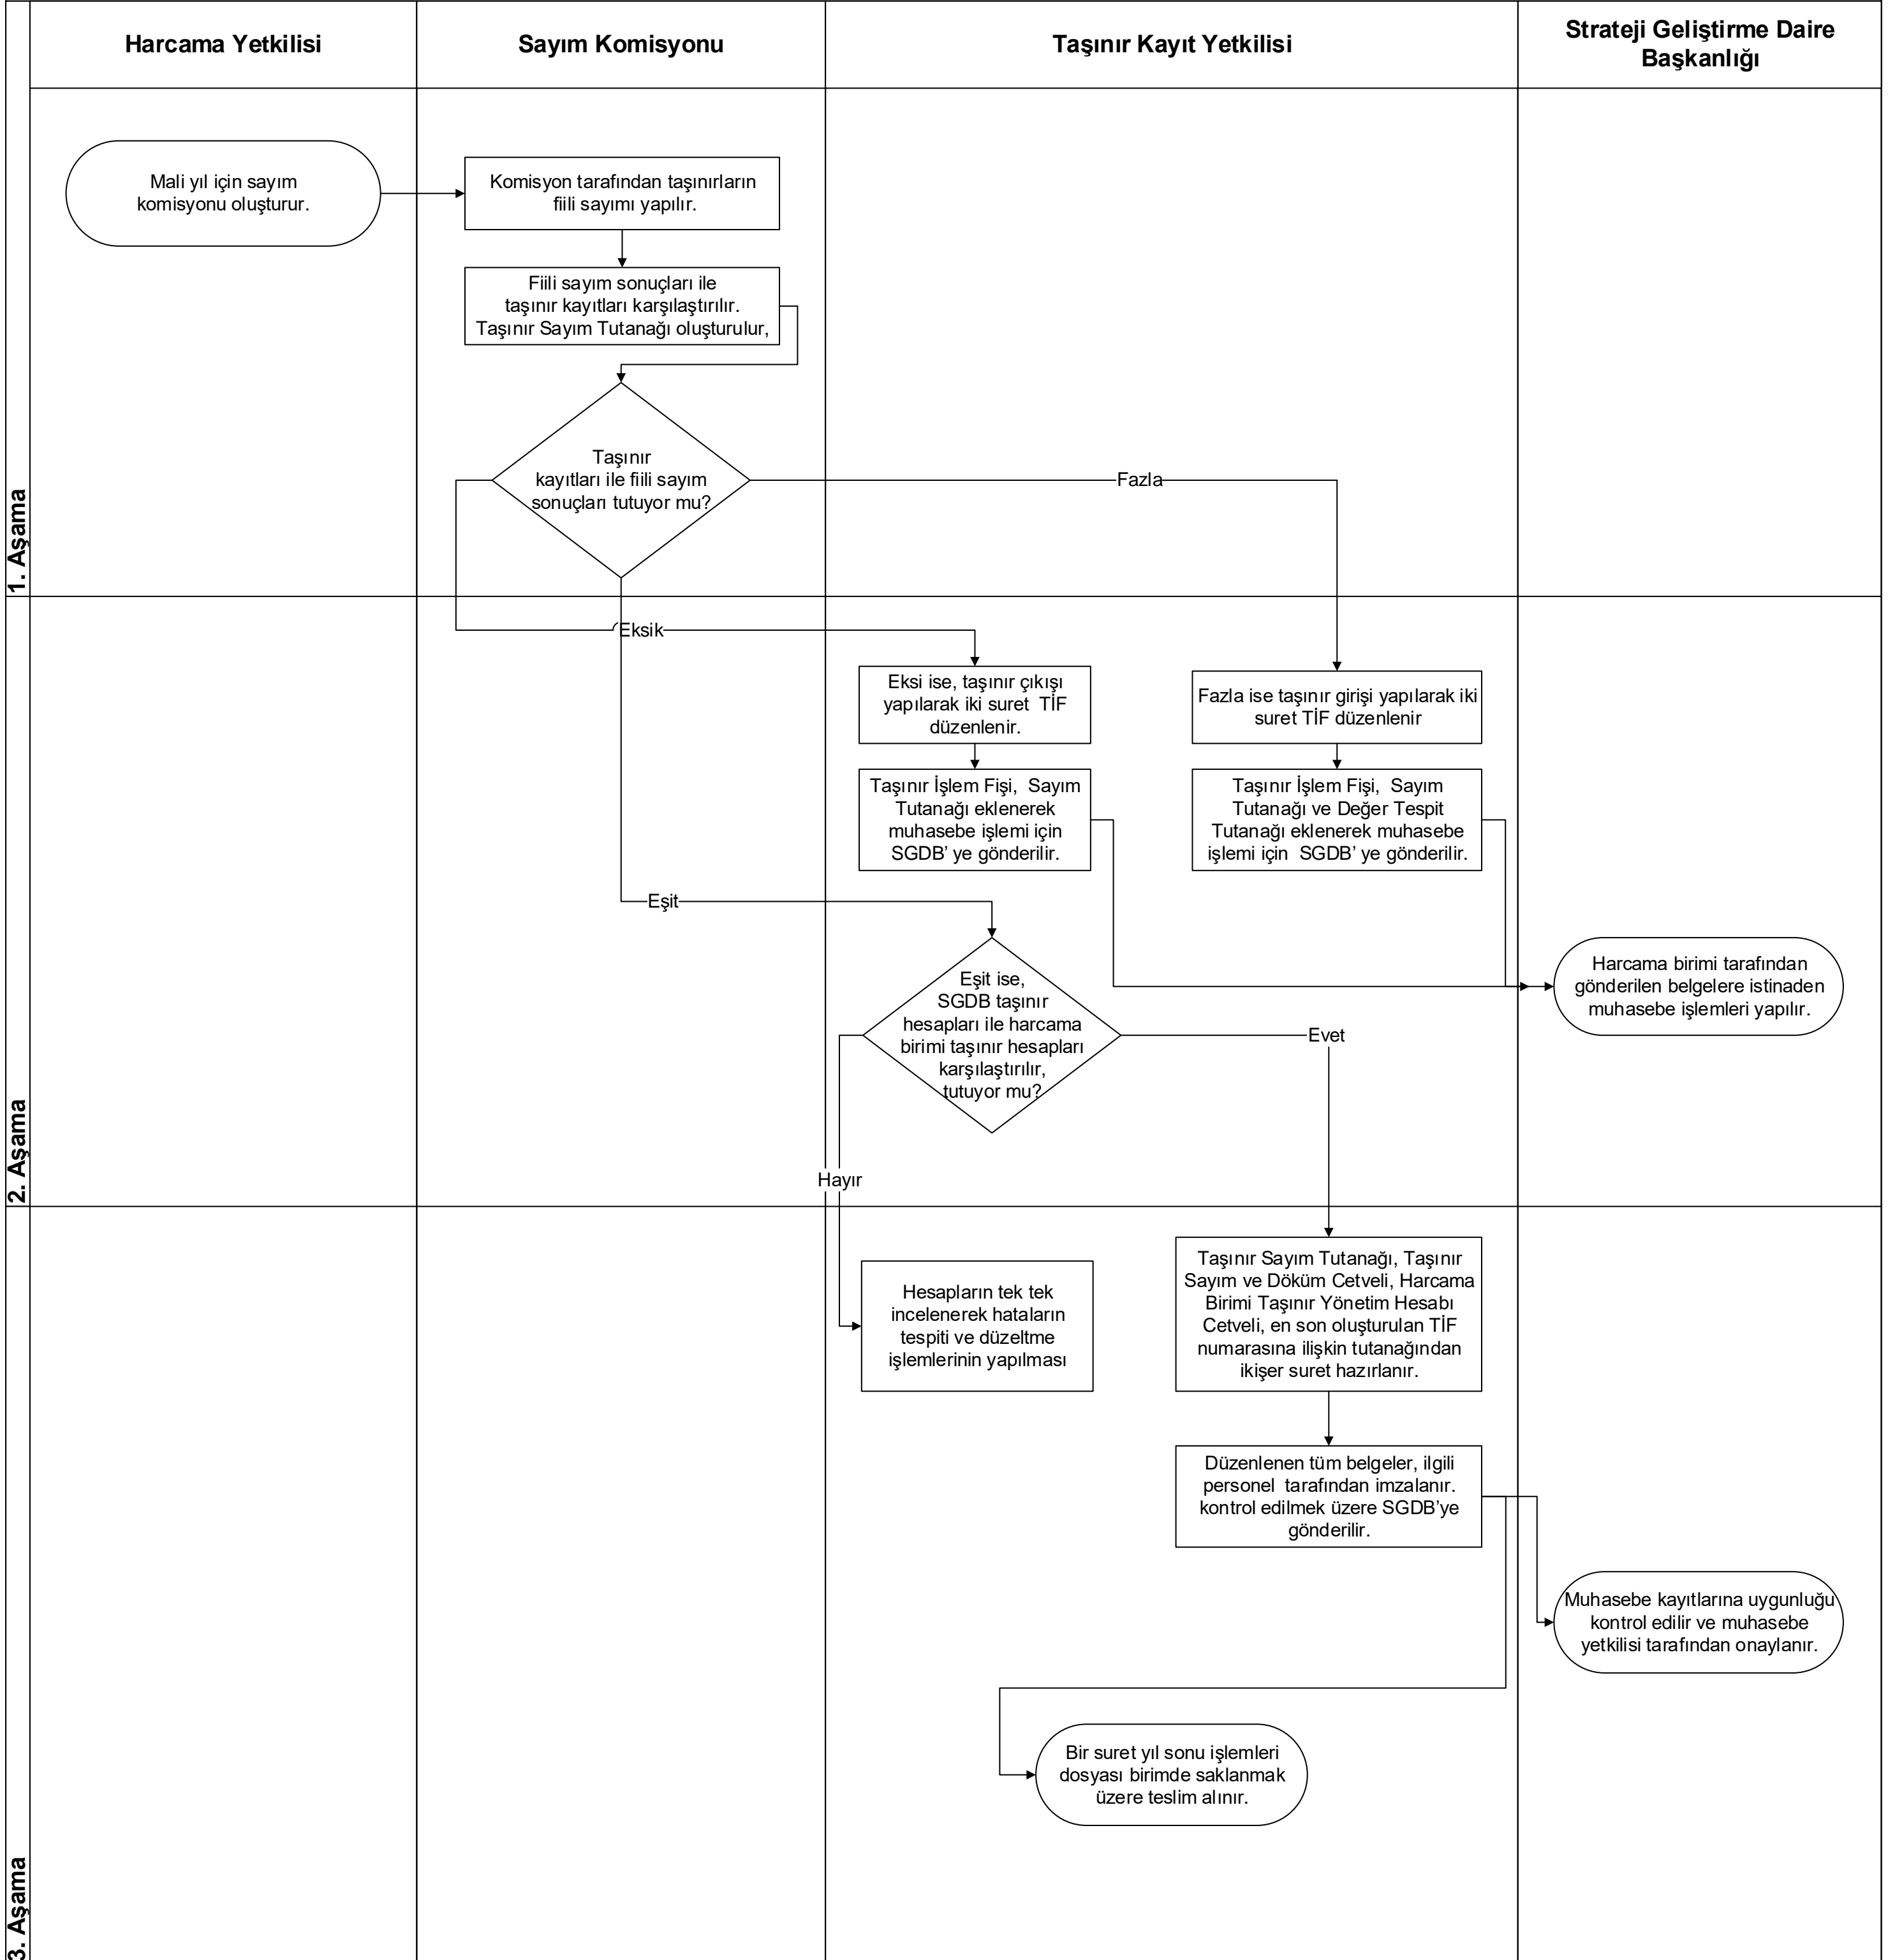 Harcama Yetkilisi
Sayım Komisyonu
Taşınır Kayıt Yetkilisi
Strateji Geliştirme Daire
Başkanlığı
1. Aşama
Mali yıl için sayım
komisyonu oluşturur.
Komisyon tarafından taşınırların
fiili sayımı yapılır.
Fiili sayım sonuçları ile
taşınır kayıtları karşılaştırılır.
Taşınır Sayım Tutanağı oluşturulur,
Taşınır
kayıtları ile fiili sayım
sonuçları tutuyor mu?
Fazla
2. Aşama
Eksik
Eksi ise, taşınır çıkışı
yapılarak iki suret TİF
düzenlenir.
Fazla ise taşınır girişi yapılarak iki
suret TİF düzenlenir
Taşınır İşlem Fişi, Sayım
Tutanağı eklenerek
muhasebe işlemi için
SGDB’ ye gönderilir.
Taşınır İşlem Fişi, Sayım
Tutanağı ve Değer Tespit
Tutanağı eklenerek muhasebe
işlemi için SGDB’ ye gönderilir.
Eşit
Eşit ise,
SGDB taşınır
hesapları ile harcama
birimi taşınır hesapları
karşılaştırılır,
tutuyor mu?
Harcama birimi tarafından
gönderilen belgelere istinaden
muhasebe işlemleri yapılır.
Evet
Hayır
3. Aşama
Hesapların tek tek
incelenerek hataların
tespiti ve düzeltme
işlemlerinin yapılması
Taşınır Sayım Tutanağı, Taşınır
Sayım ve Döküm Cetveli, Harcama
Birimi Taşınır Yönetim Hesabı
Cetveli, en son oluşturulan TİF
numarasına ilişkin tutanağından
ikişer suret hazırlanır.
Düzenlenen tüm belgeler, ilgili
personel tarafından imzalanır.
kontrol edilmek üzere SGDB’ye
gönderilir.
Muhasebe kayıtlarına uygunluğu
kontrol edilir ve muhasebe
yetkilisi tarafından onaylanır.
Bir suret yıl sonu işlemleri
dosyası birimde saklanmak
üzere teslim alınır.